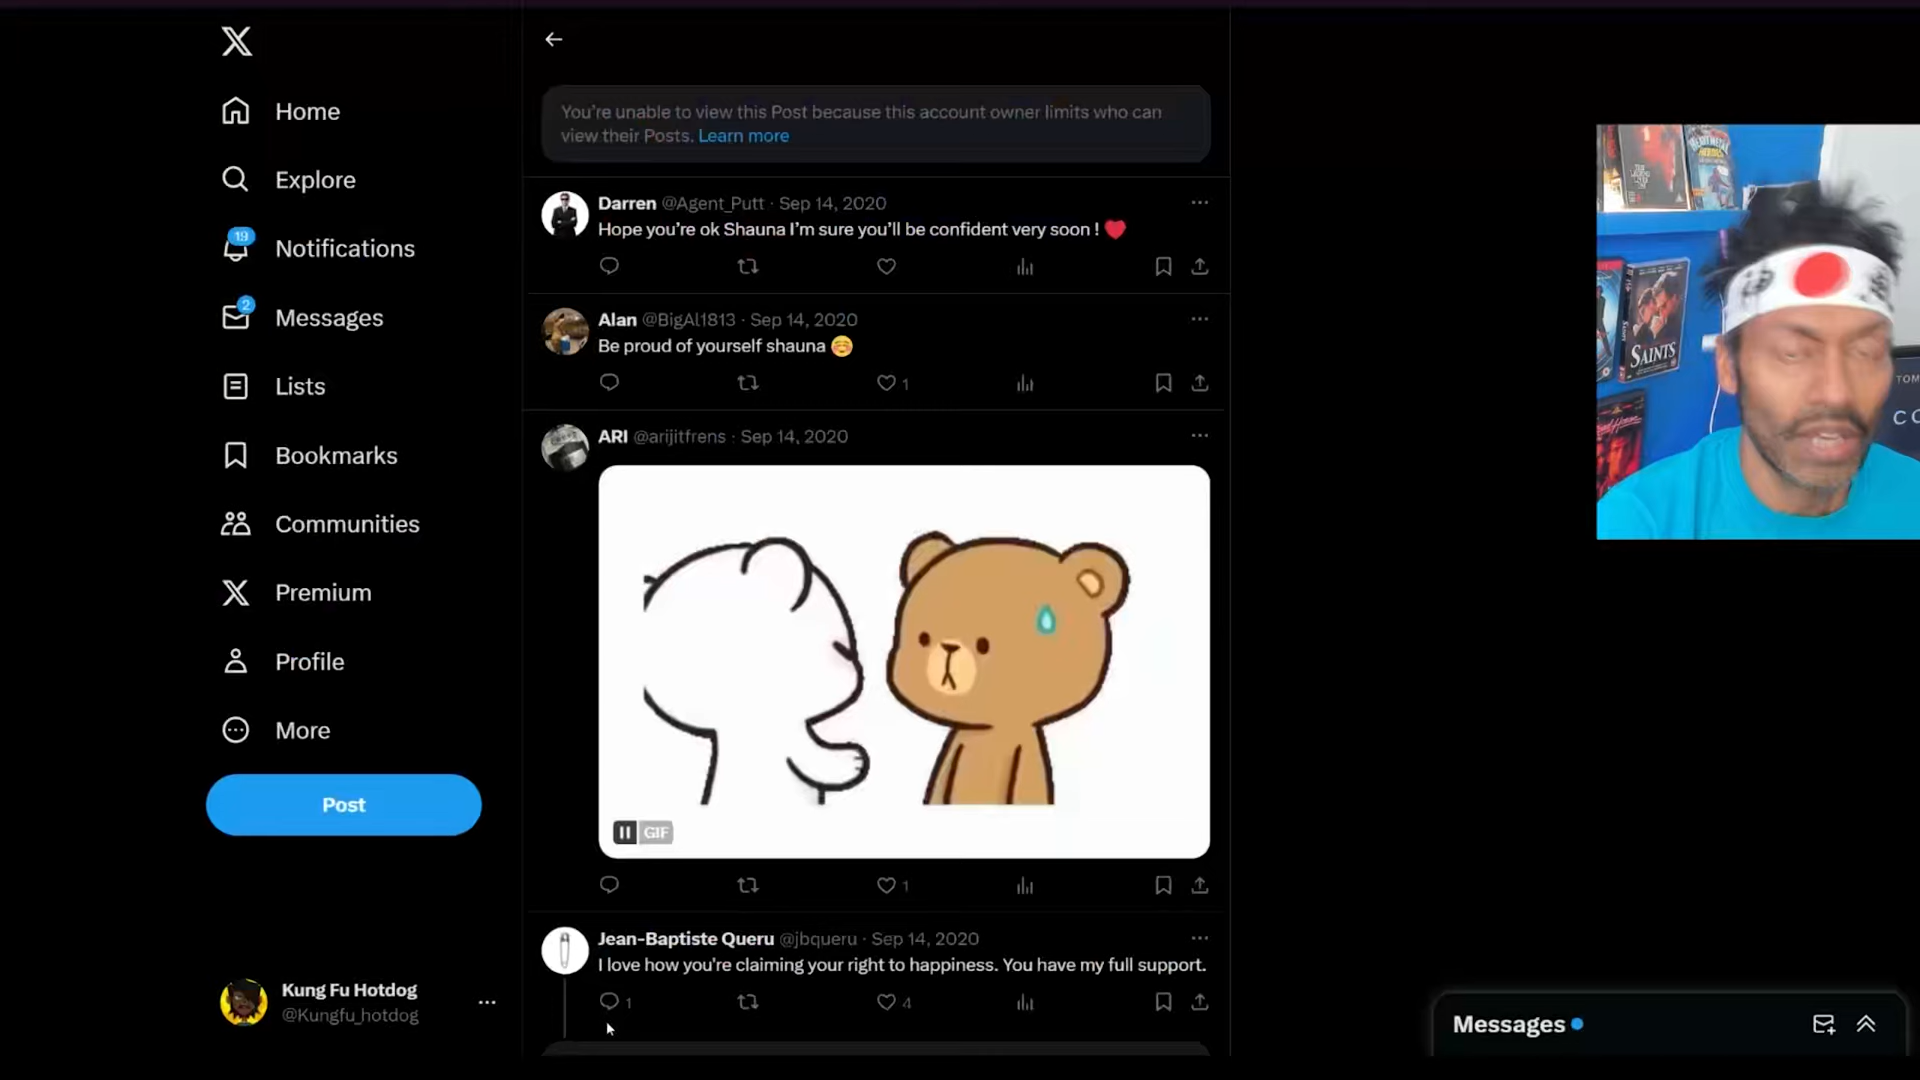 Home
Explore
19
Notifications
2
Messages
Lists
Bookmarks
Communities
Premium
Profile
More
Post
Kung Fu Hotdog
@Kungfu_hotdog
You're unable to view this Post because this account owner limits who can
view their Posts. Learn more
Darren @Agent_Putt · Sep 14, 2020
Hope you're ok Shauna I'm sure you'll be confident very soon ! ❤️
Alan @BigAl1813 · Sep 14, 2020
Be proud of yourself shauna ☺️
1
ARI @arijitfrens · Sep 14, 2020
GIF
1
Jean-Baptiste Queru @jbqueru · Sep 14, 2020
I love how you're claiming your right to happiness. You have my full support.
1
4
SAINTS
TOM
CO
Messages